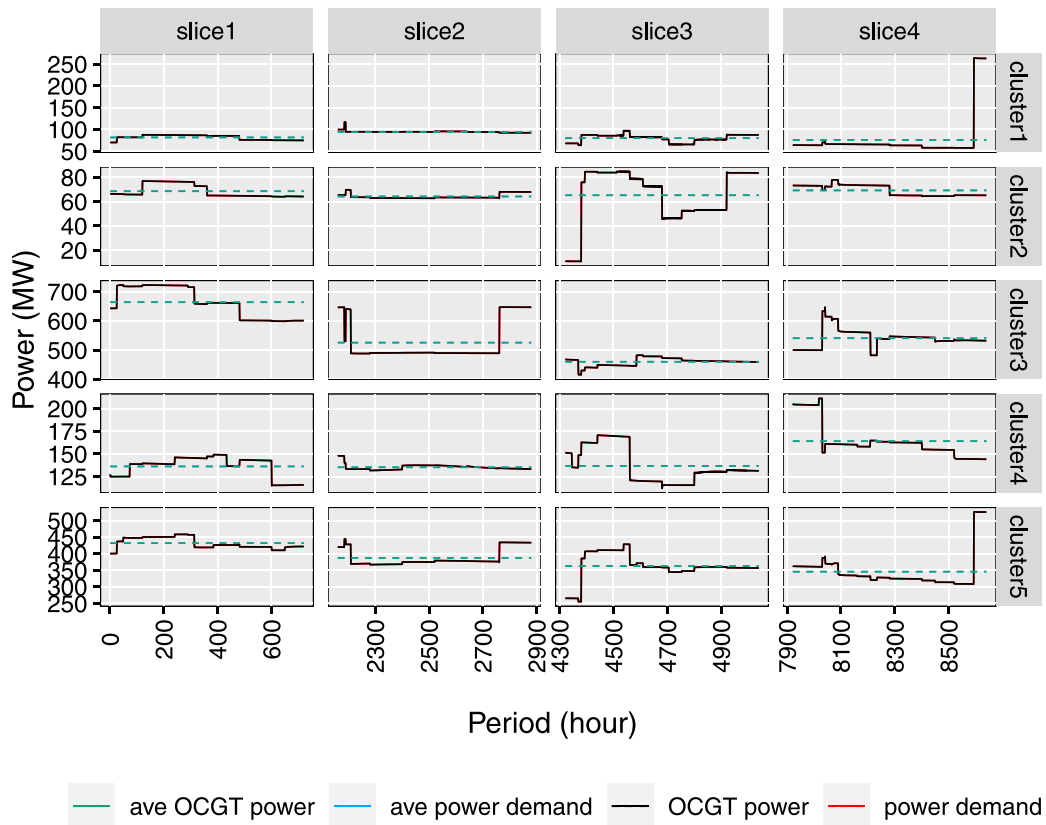 slice1 slice2 slice3 slice4
Power (MW)
250
200
150
100
50
cluster1
80
60
40
20
cluster2
700
600
500
400
cluster3
200
175
150
125
cluster4
500
450
400
350
300
250
cluster5
0 200 400 600 2300 2500 2700 2900 4300 4500 4700 4900 7900 8100 8300 8500
Period (hour)
ave OCGT power ave power demand OCGT power power demand